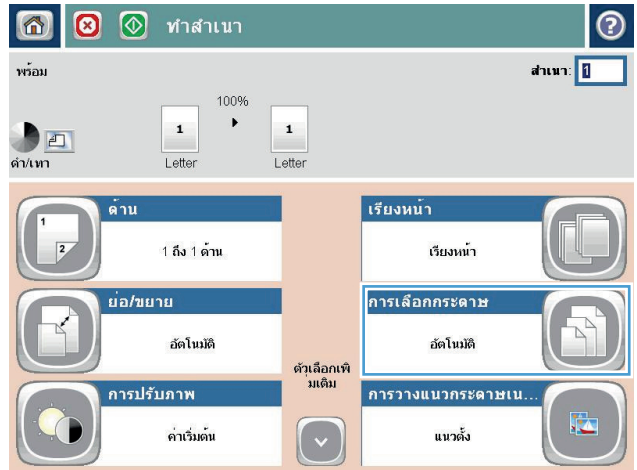 ทำสำเนา
พร้อม
สำเนา: 1
100%
1
1
ดำ/เทา
Letter
Letter
ด้าน
เรียงหน้า
1
2
1 ถึง 1 ด้าน
เรียงหน้า
ย่อ/ขยาย
การเลือกกระดาษ
อัตโนมัติ
อัตโนมัติ
ตัวเลือกเพิ
มเติม
การปรับภาพ
การวางแนวกระดาษเน...
ค่าเริ่มต้น
แนวตั้ง